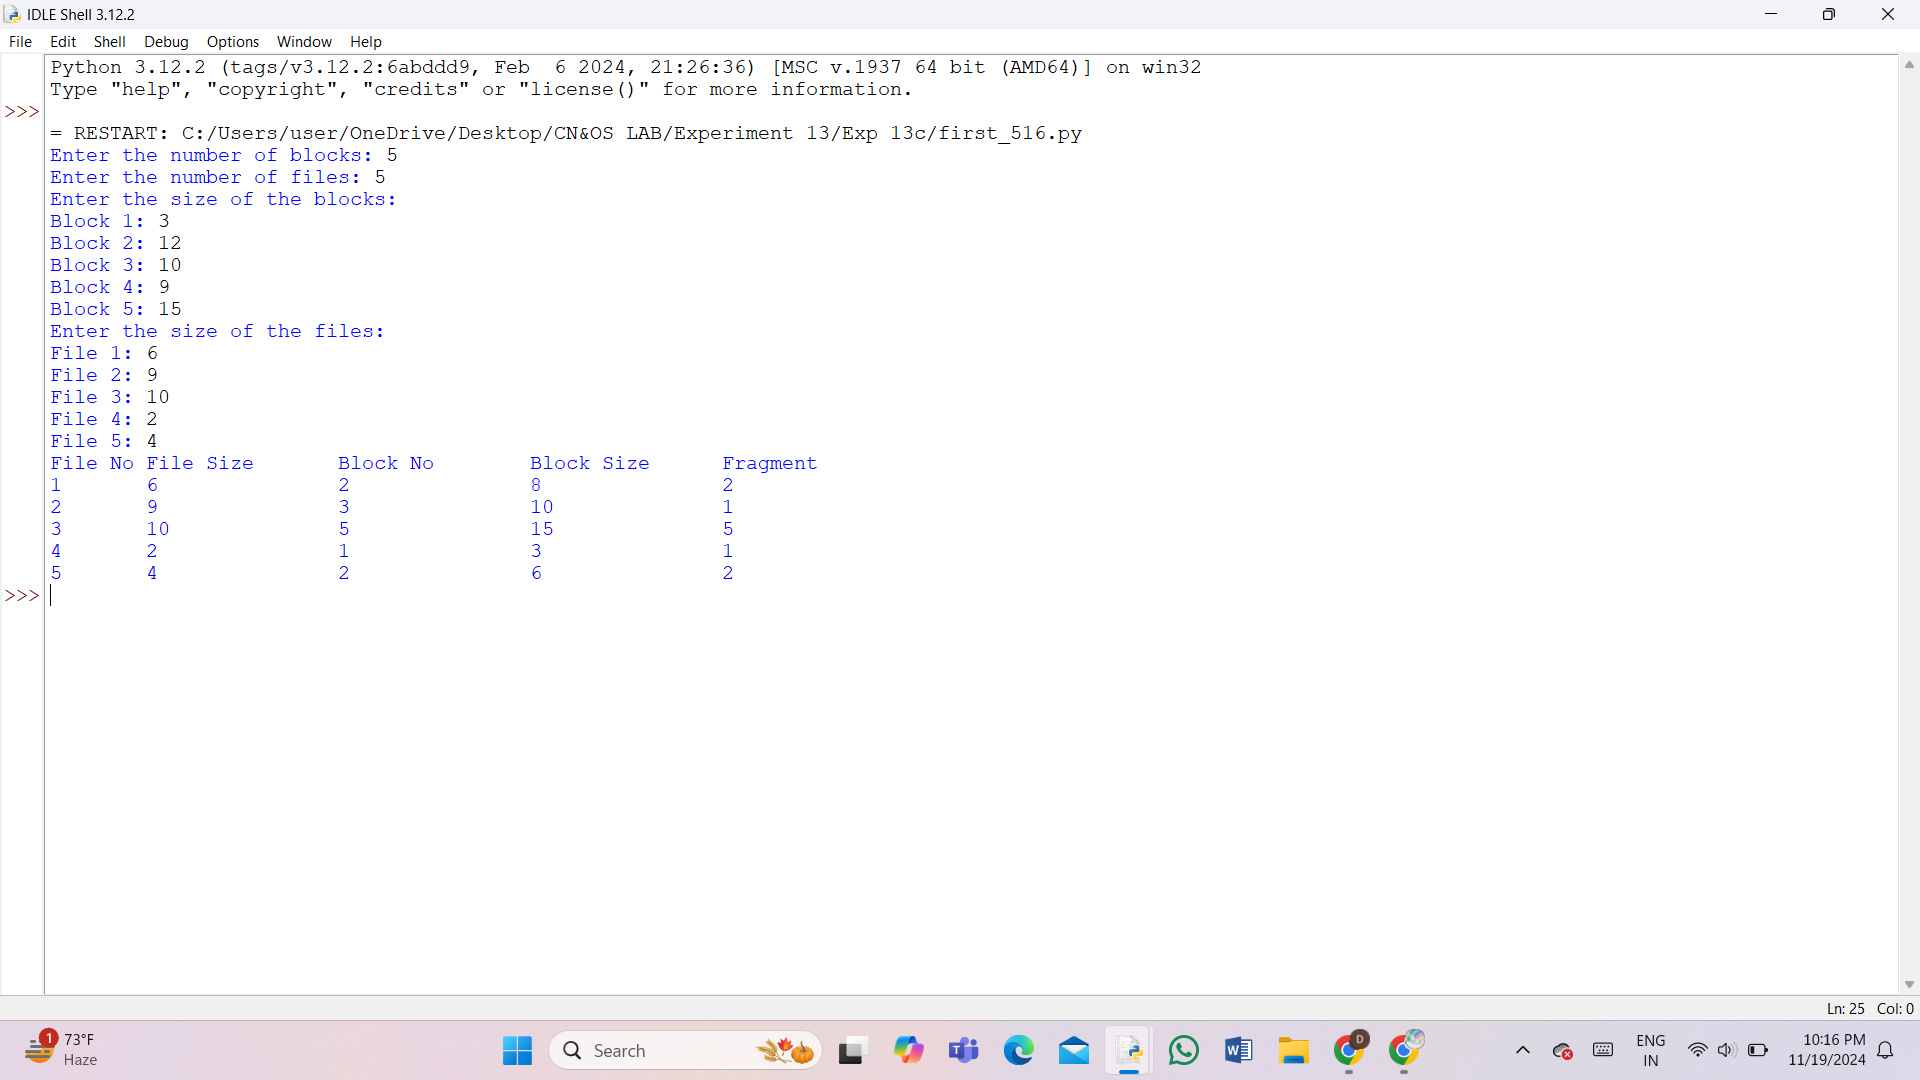 IDLE Shell 3.12.2
File Edit Shell Debug Options Window Help
Python 3.12.2 (tags/v3.12.2:6abddd9, Feb  6 2024, 21:26:36) [MSC v.1937 64 bit (AMD64)] on win32
Type "help", "copyright", "credits" or "license()" for more information.
>>>
= RESTART: C:/Users/user/OneDrive/Desktop/CN&OS LAB/Experiment 13/Exp 13c/first_516.py
Enter the number of blocks: 5
Enter the number of files: 5
Enter the size of the blocks:
Block 1: 3
Block 2: 12
Block 3: 10
Block 4: 9
Block 5: 15
Enter the size of the files:
File 1: 6
File 2: 9
File 3: 10
File 4: 2
File 5: 4
File No File Size Block No Block Size Fragment
1 6 2 8 2
2 9 3 10 1
3 10 5 15 5
4 2 1 3 1
5 4 2 6 2
>>>
Ln: 25 Col: 0
1 73°F
Haze
Search
D
ENG
IN
10:16 PM
11/19/2024